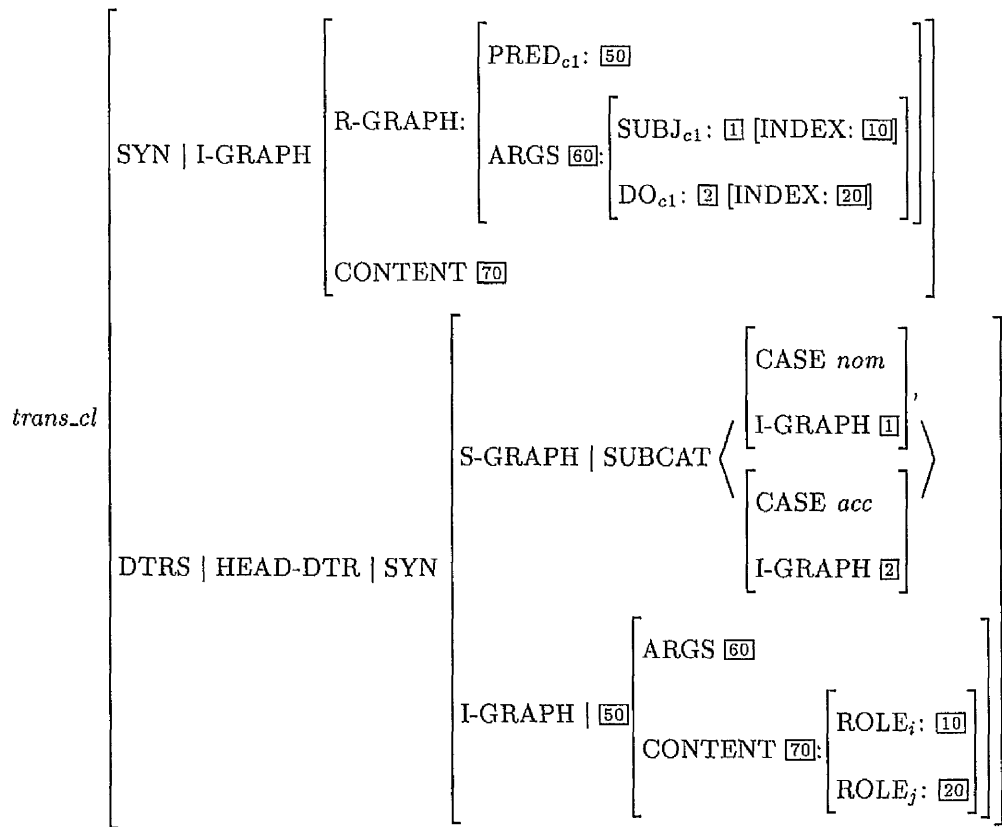 PRED_c1: 50
R-GRAPH:
SUBJ_c1: 1 [INDEX: 10]
SYN | I-GRAPH
ARGS 60:
DO_c1: 2 [INDEX: 20]
CONTENT 70
CASE nom
trans_cl
I-GRAPH 1,
S-GRAPH | SUBCAT
CASE acc
DTRS | HEAD-DTR | SYN
I-GRAPH 2
ARGS 60
I-GRAPH | 50
ROLE_i: 10
CONTENT 70:
ROLE_j: 20